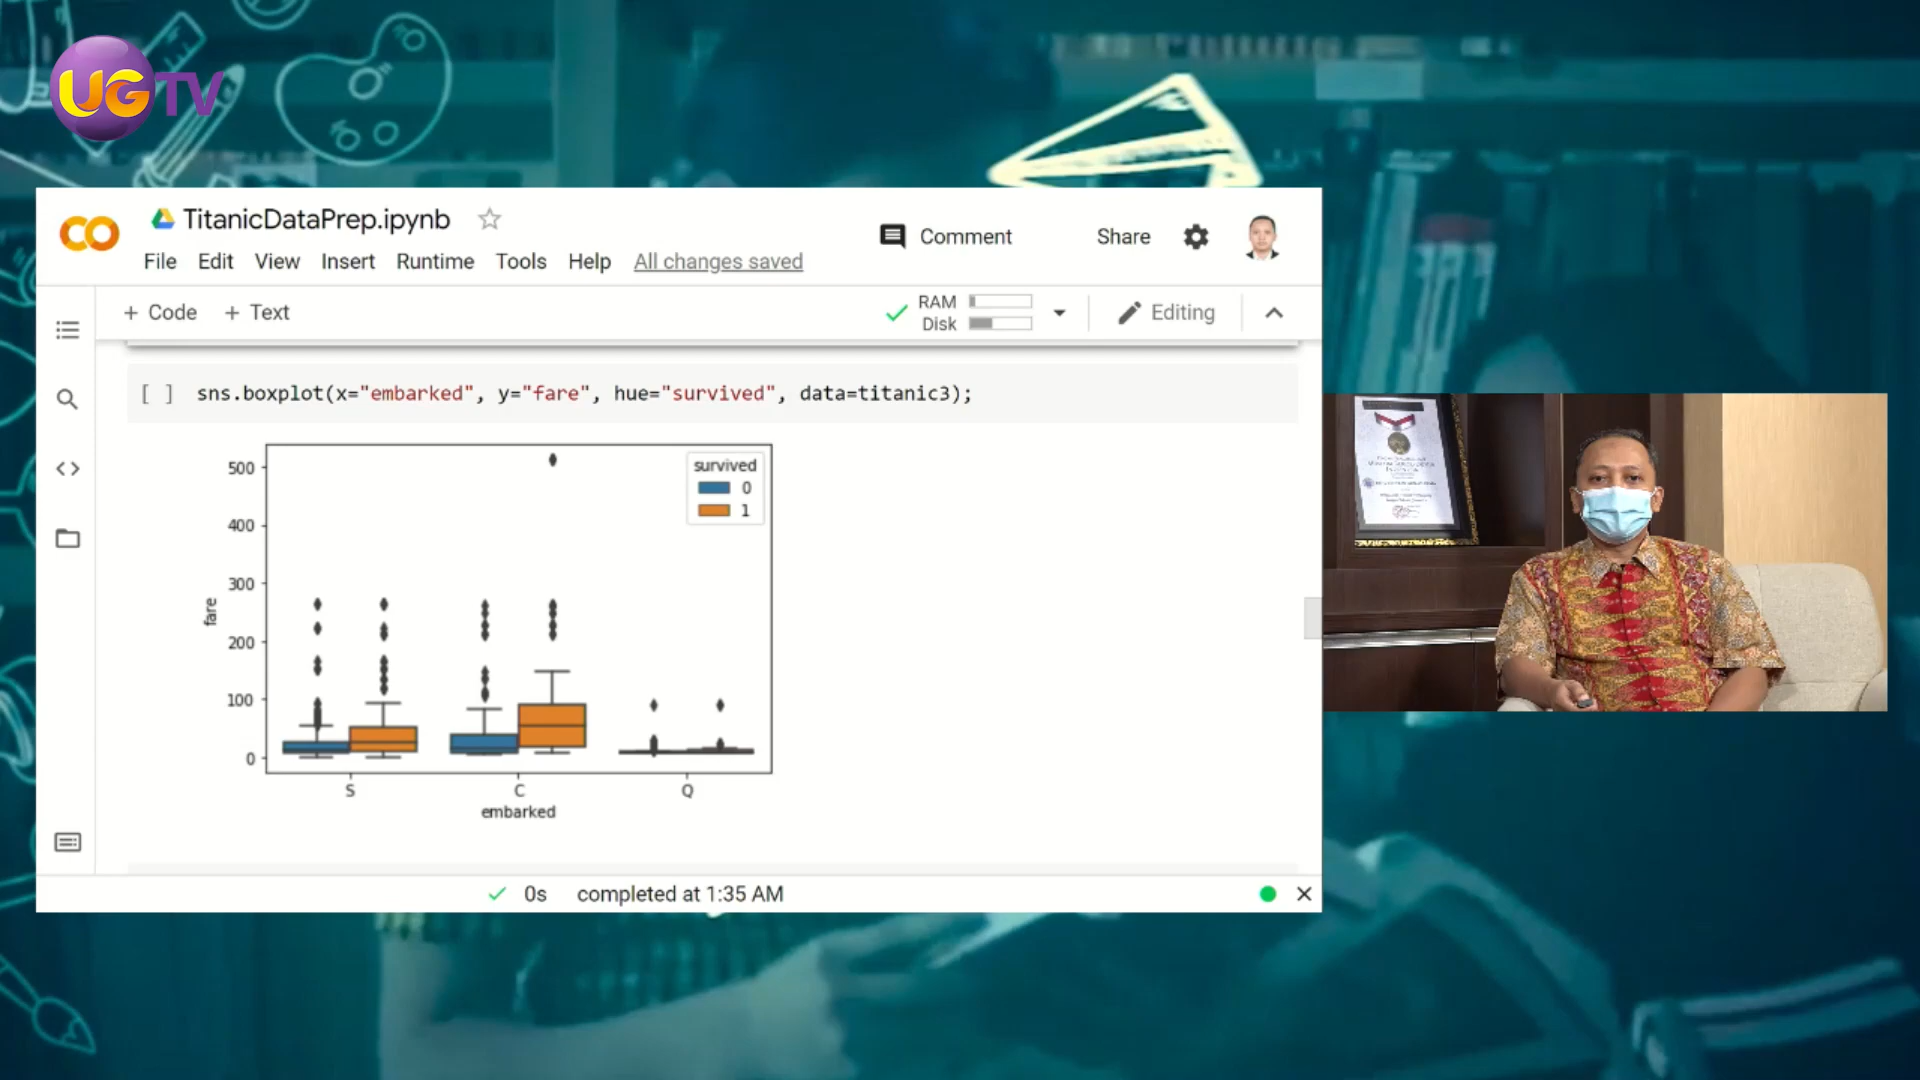 UGTV
TitanicDataPrep.ipynb
Comment
Share
File Edit View Insert Runtime Tools Help All changes saved
+ Code + Text
RAM
Disk
Editing
[ ] sns.boxplot(x="embarked", y="fare", hue="survived", data=titanic3);
survived
0
1
500
400
300
200
100
0
fare
S C Q
embarked
0s completed at 1:35 AM